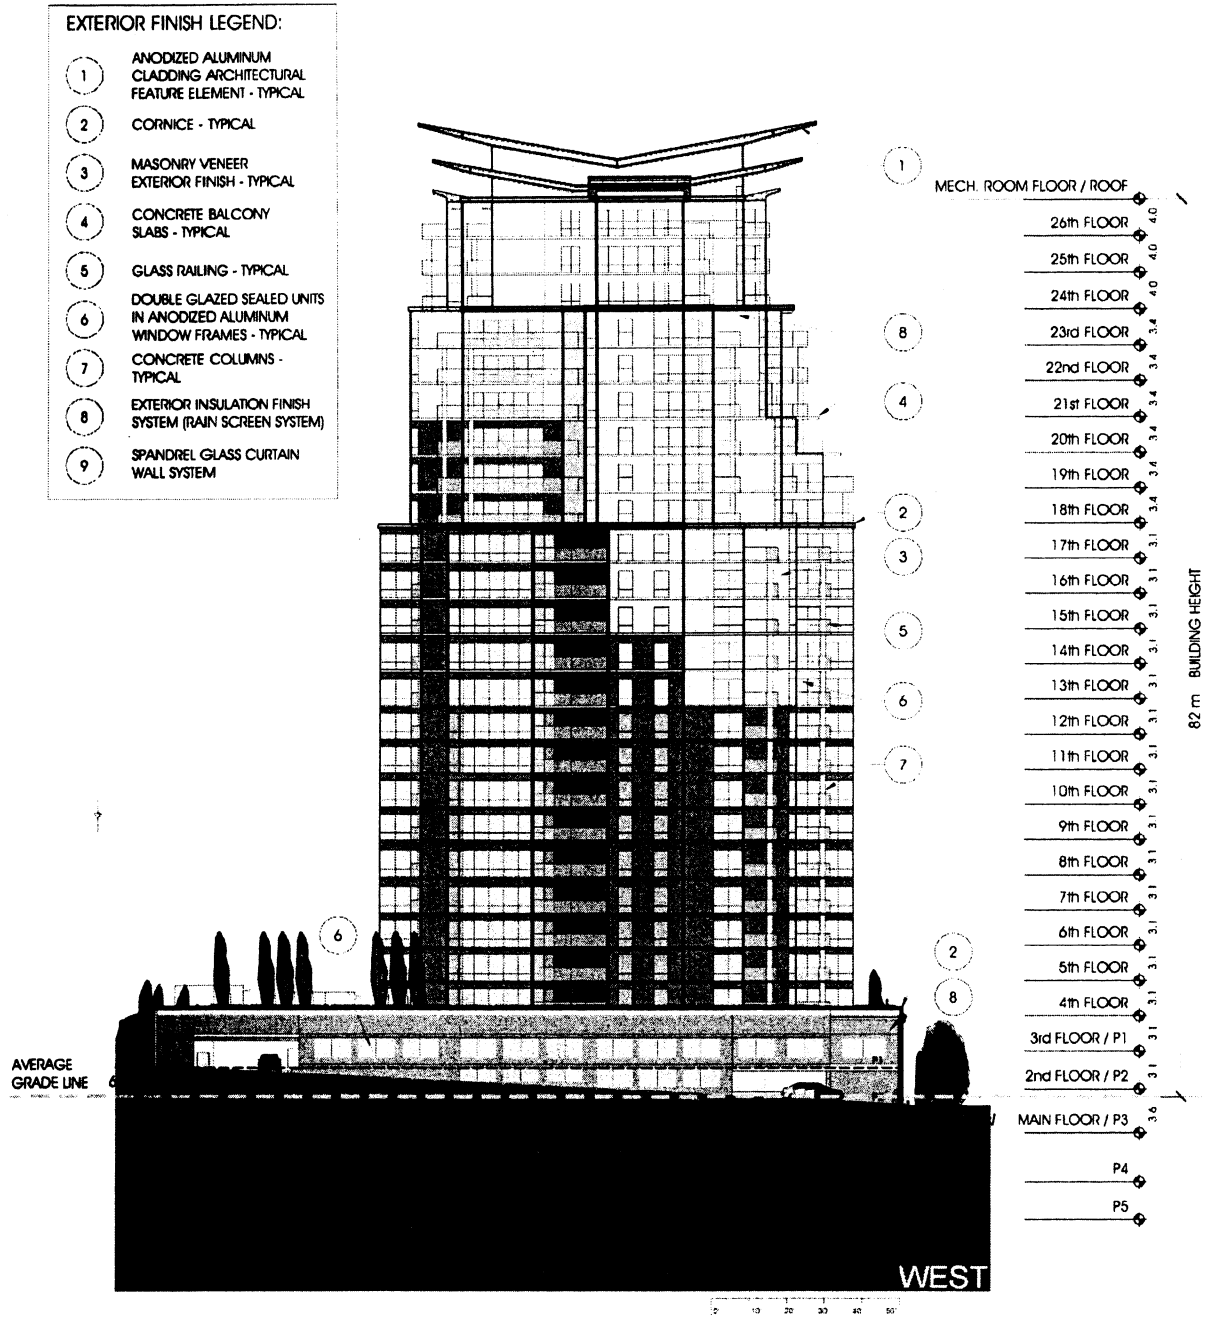 EXTERIOR FINISH LEGEND:
1
ANODIZED ALUMINUM
CLADDING ARCHITECTURAL
FEATURE ELEMENT - TYPICAL
2
CORNICE - TYPICAL
3
MASONRY VENEER
EXTERIOR FINISH - TYPICAL
4
CONCRETE BALCONY
SLABS - TYPICAL
5
GLASS RAILING - TYPICAL
6
DOUBLE GLAZED SEALED UNITS
IN ANODIZED ALUMINUM
WINDOW FRAMES - TYPICAL
7
CONCRETE COLUMNS -
TYPICAL
8
EXTERIOR INSULATION FINISH
SYSTEM (RAIN SCREEN SYSTEM)
9
SPANDREL GLASS CURTAIN
WALL SYSTEM
1
8
4
2
3
5
6
7
6
2
8
MECH. ROOM FLOOR / ROOF
4.0
26th FLOOR
4.0
25th FLOOR
4.0
24th FLOOR
3.4
23rd FLOOR
3.4
22nd FLOOR
3.4
21st FLOOR
3.4
20th FLOOR
3.4
19th FLOOR
3.4
18th FLOOR
3.1
17th FLOOR
3.1
16th FLOOR
3.1
15th FLOOR
3.1
14th FLOOR
3.1
13th FLOOR
3.1
12th FLOOR
3.1
11th FLOOR
3.1
10th FLOOR
3.1
9th FLOOR
3.1
8th FLOOR
3.1
7th FLOOR
3.1
6th FLOOR
3.1
5th FLOOR
3.1
4th FLOOR
3.1
3rd FLOOR / P1
3.1
2nd FLOOR / P2
3.6
MAIN FLOOR / P3
P4
P5
82 m BUILDING HEIGHT
AVERAGE
GRADE LINE
WEST
0 10 20 30 40 50